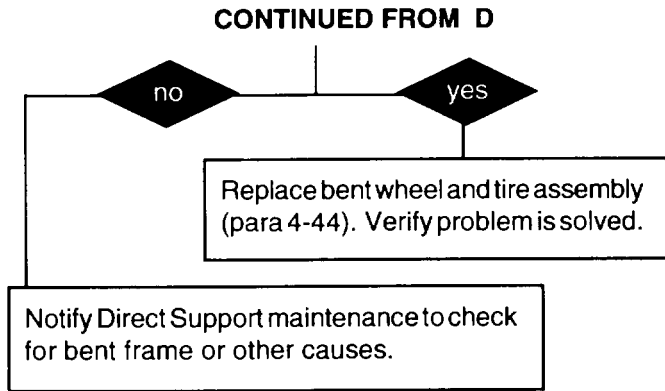 CONTINUED FROM D
no
yes
Replace bent wheel and tire assembly
(para 4-44). Verify problem is solved.
Notify Direct Support maintenance to check
for bent frame or other causes.